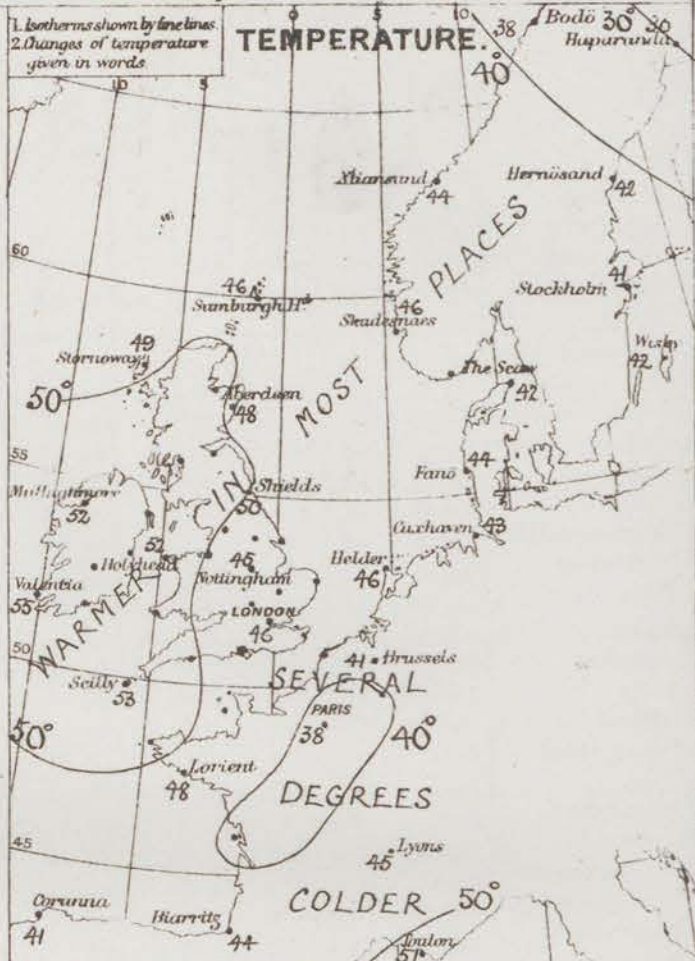 1. Isotherms shown by fine lines.
2. Changes of temperature
given in words
TEMPERATURE.
10 5 0 5 10
38 Bodö 30° 30
Haparanda
40°
Xtiansund
44
Hernösand
42
PLACES
60
46
Sumburgh Hd.
46
Skudesnaes
41
Stockholm
49
Stornoway
Wisby
42
The Scaw
42
50°
Aberdeen
48
MOST
55
44
Fanö
Mullaghmore
52
Shields
50
IN
Cuxhaven
43
52
Holyhead
45
Nottingham
Helder
46
Valentia
55
LONDON
46
WARMER
50
41
Brussels
Scilly
53
SEVERAL
PARIS
38
40°
50°
Lorient
48
DEGREES
45
Lyons
45
Corunna
41
Biarritz
44
COLDER
50°
Toulon
51